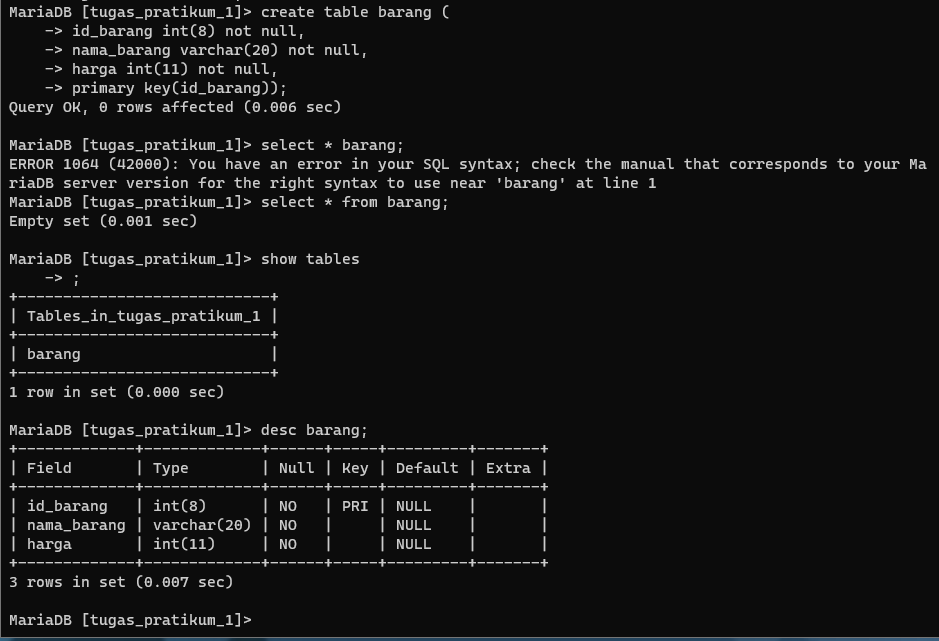 MariaDB [tugas_pratikum_1]> create table barang (
    -> id_barang int(8) not null,
    -> nama_barang varchar(20) not null,
    -> harga int(11) not null,
    -> primary key(id_barang));
Query OK, 0 rows affected (0.006 sec)

MariaDB [tugas_pratikum_1]> select * barang;
ERROR 1064 (42000): You have an error in your SQL syntax; check the manual that corresponds to your Ma
riaDB server version for the right syntax to use near 'barang' at line 1
MariaDB [tugas_pratikum_1]> select * from barang;
Empty set (0.001 sec)

MariaDB [tugas_pratikum_1]> show tables
    -> ;
+----------------------------+
| Tables_in_tugas_pratikum_1 |
+----------------------------+
| barang                     |
+----------------------------+
1 row in set (0.000 sec)

MariaDB [tugas_pratikum_1]> desc barang;
+-------------+-------------+------+-----+---------+-------+
| Field       | Type        | Null | Key | Default | Extra |
+-------------+-------------+------+-----+---------+-------+
| id_barang   | int(8)      | NO   | PRI | NULL    |       |
| nama_barang | varchar(20) | NO   |     | NULL    |       |
| harga       | int(11)     | NO   |     | NULL    |       |
+-------------+-------------+------+-----+---------+-------+
3 rows in set (0.007 sec)

MariaDB [tugas_pratikum_1]>